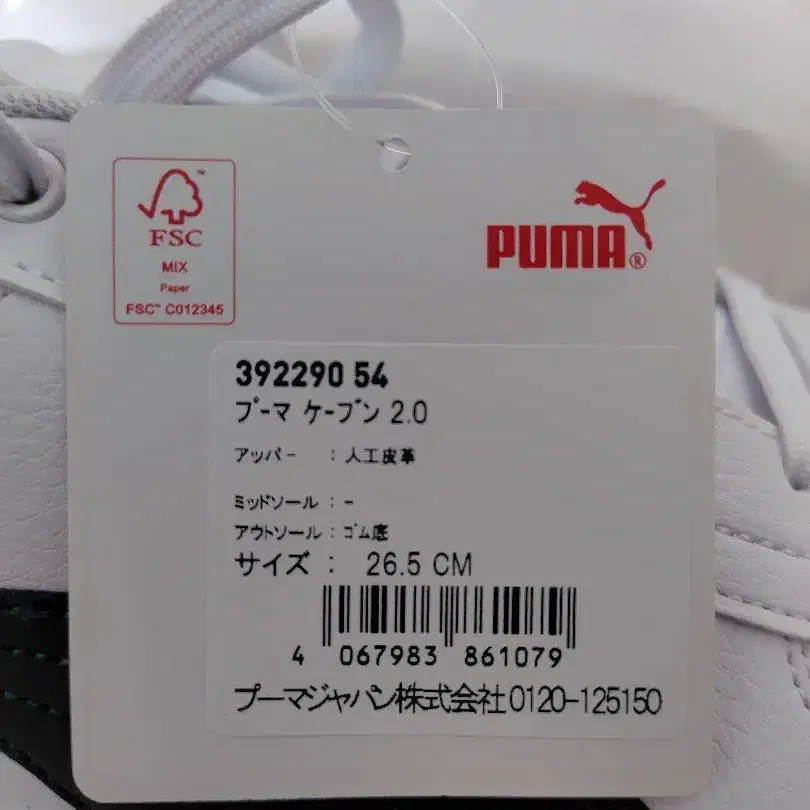 FSC
MIX
Paper
FSC™ C012345
PUMA®
392290 54
プーマ ケーブン 2.0
アッパー : 人工皮革
ミッドソール : -
アウトソール : ゴム底
サイズ : 26.5 CM
4 067983 861079
プーマジャパン株式会社0120-125150